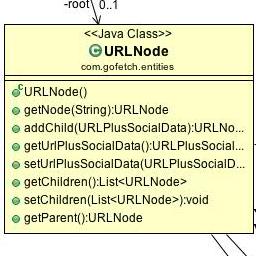 -root 0..1
<<Java Class>>
URLNode
com.gofetch.entities
URLNode()
getNode(String):URLNode
addChild(URLPlusSocialData):URLNo...
getUrlPlusSocialData():URLPlusSocial...
setUrlPlusSocialData(URLPlusSocialD...
getChildren():List<URLNode>
setChildren(List<URLNode>):void
getParent():URLNode